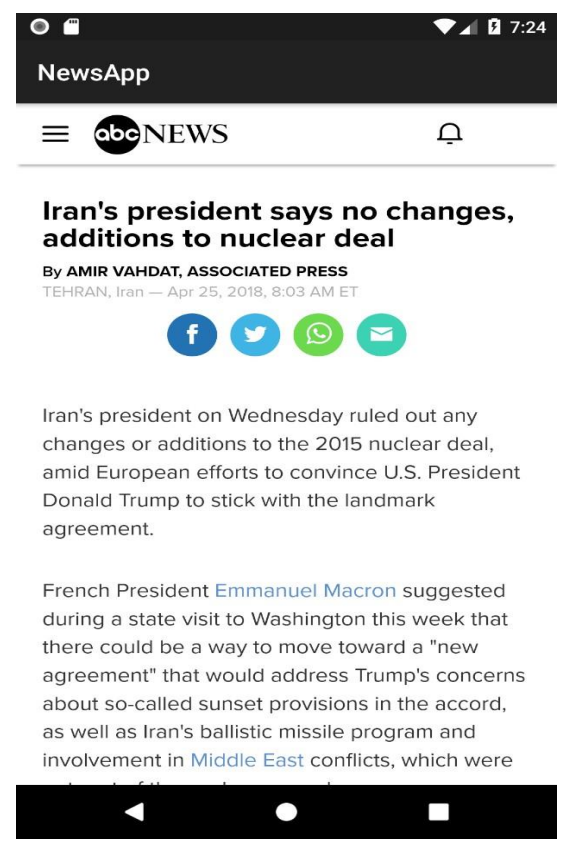 7:24
NewsApp
abc NEWS
Iran's president says no changes,
additions to nuclear deal
By AMIR VAHDAT, ASSOCIATED PRESS
TEHRAN, Iran — Apr 25, 2018, 8:03 AM ET
Iran's president on Wednesday ruled out any
changes or additions to the 2015 nuclear deal,
amid European efforts to convince U.S. President
Donald Trump to stick with the landmark
agreement.
French President Emmanuel Macron suggested
during a state visit to Washington this week that
there could be a way to move toward a "new
agreement" that would address Trump's concerns
about so-called sunset provisions in the accord,
as well as Iran's ballistic missile program and
involvement in Middle East conflicts, which were